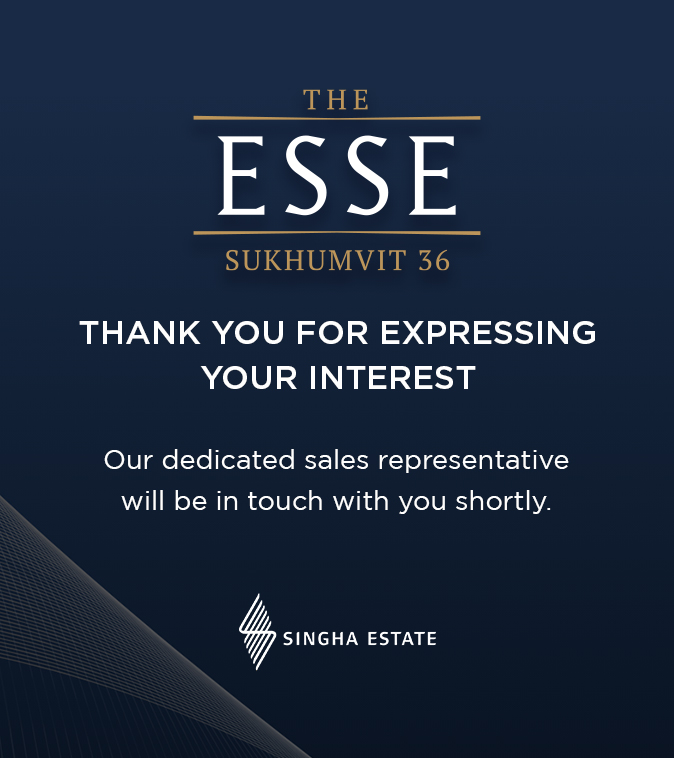 THE
ESSE
SUKHUMVIT 36
THANK YOU FOR EXPRESSING
YOUR INTEREST
Our dedicated sales representative
will be in touch with you shortly.
SINGHA ESTATE